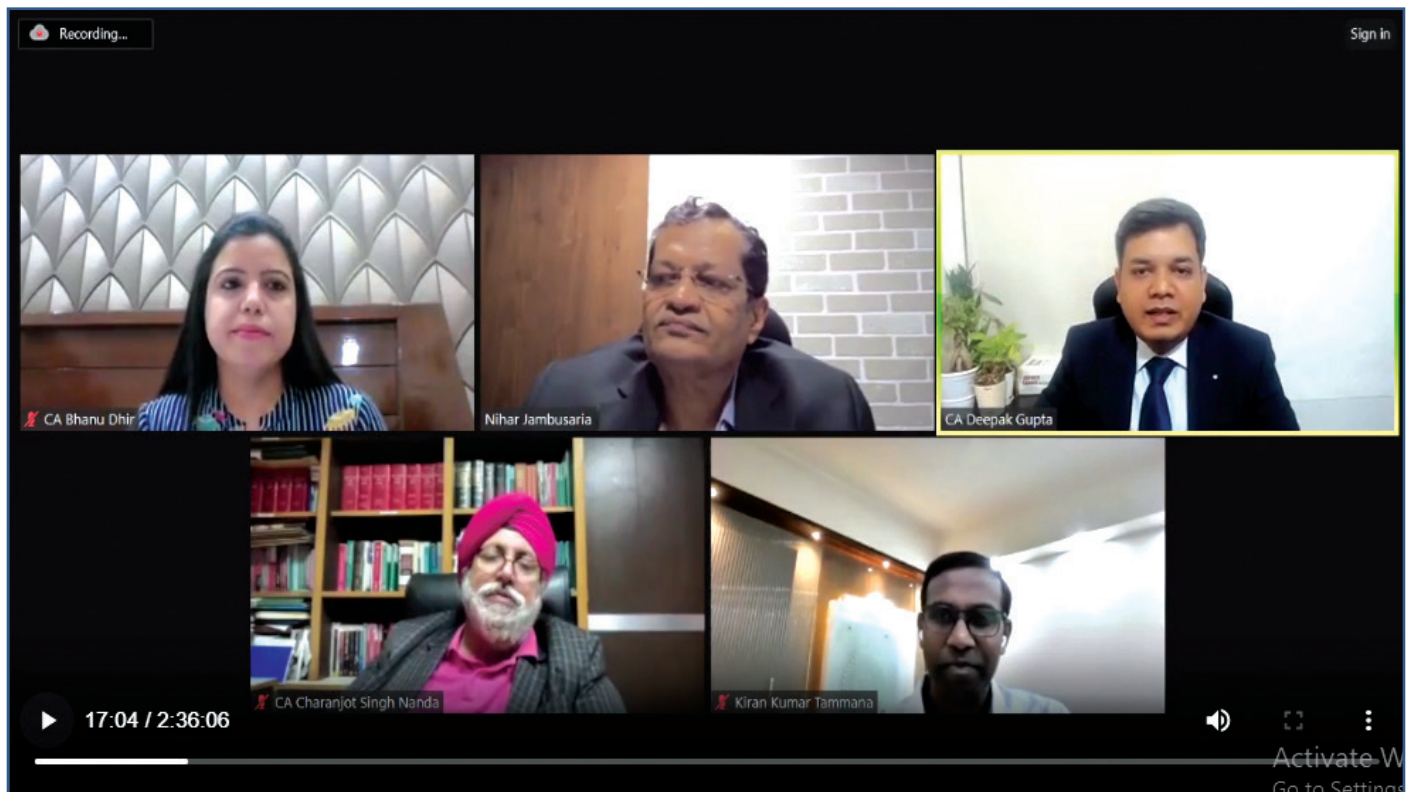 Recording...
Sign in
CA Bhanu Dhir
Nihar Jambusaria
CA Deepak Gupta
CA Charanjot Singh Nanda
Kiran Kumar Tammana
17:04 / 2:36:06
Activate W
Go to Settings